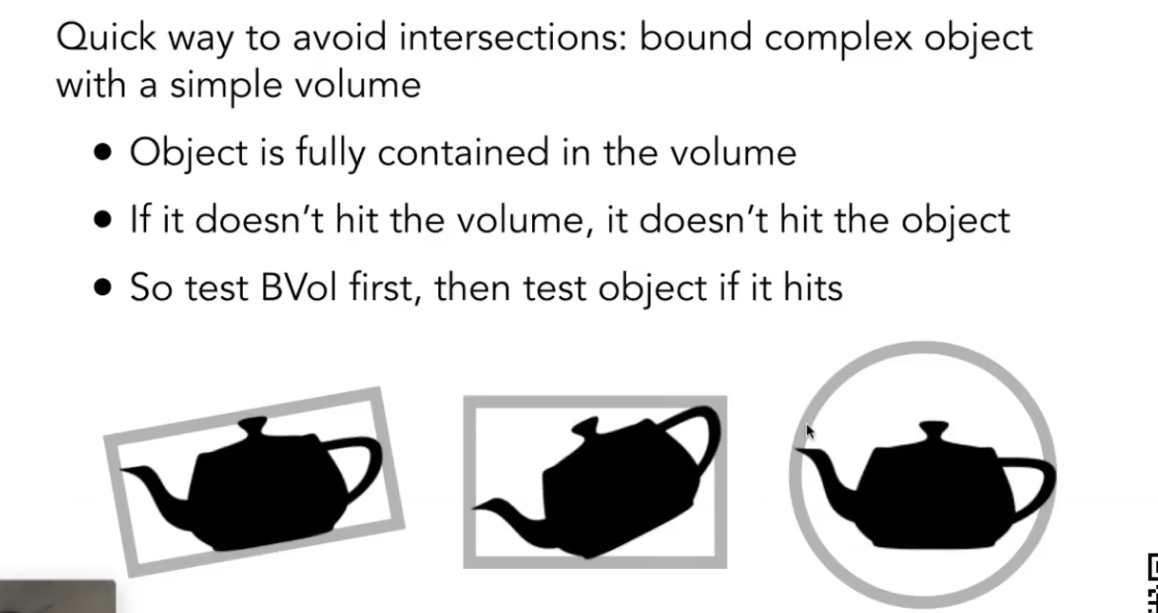 Quick way to avoid intersections: bound complex object
with a simple volume
• Object is fully contained in the volume
• If it doesn’t hit the volume, it doesn’t hit the object
• So test BVol first, then test object if it hits